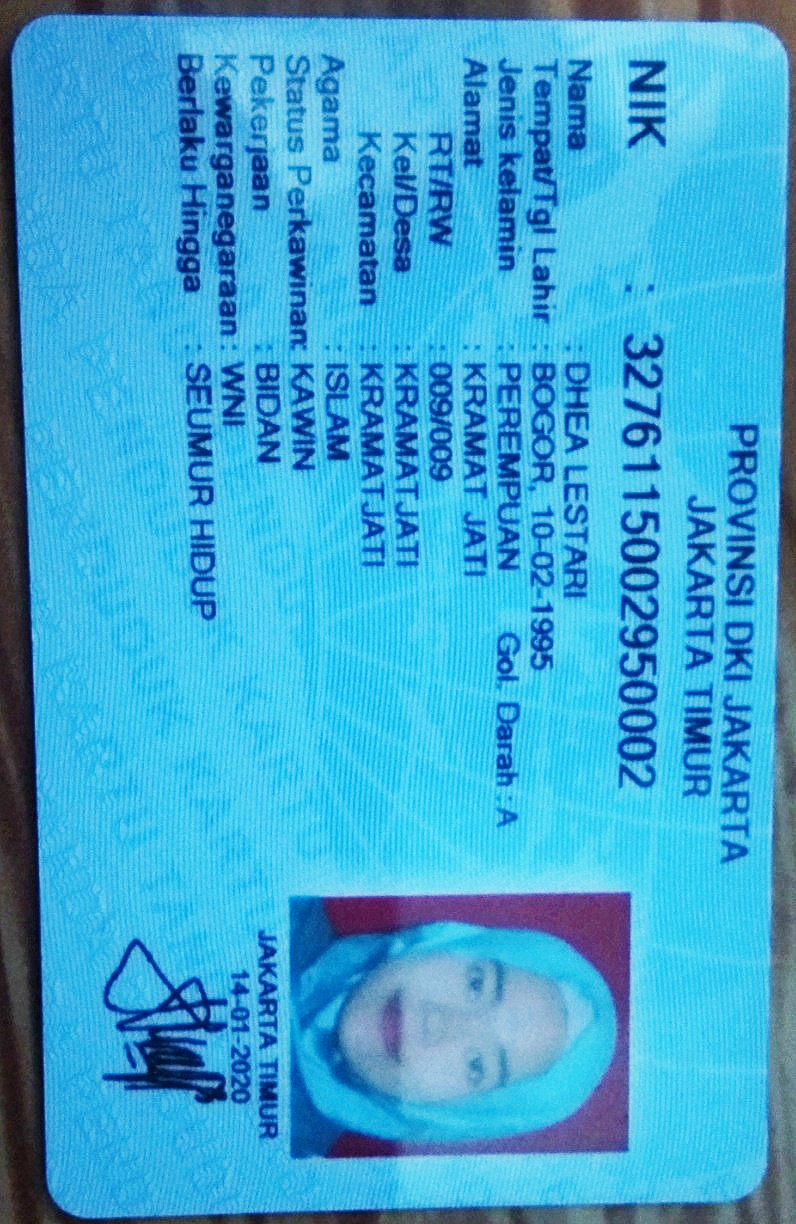 PROVINSI DKI JAKARTA
JAKARTA TIMUR
NIK : 3276115002950002
Nama : DHEA LESTARI
Tempat/Tgl Lahir : BOGOR, 10-02-1995
Jenis kelamin : PEREMPUAN Gol. Darah : A
Alamat : KRAMAT JATI
RT/RW : 009/009
Kel/Desa : KRAMATJATI
Kecamatan : KRAMATJATI
Agama : ISLAM
Status Perkawinan: KAWIN
Pekerjaan : BIDAN
Kewarganegaraan : WNI
Berlaku Hingga : SEUMUR HIDUP
JAKARTA TIMUR
14-01-2020